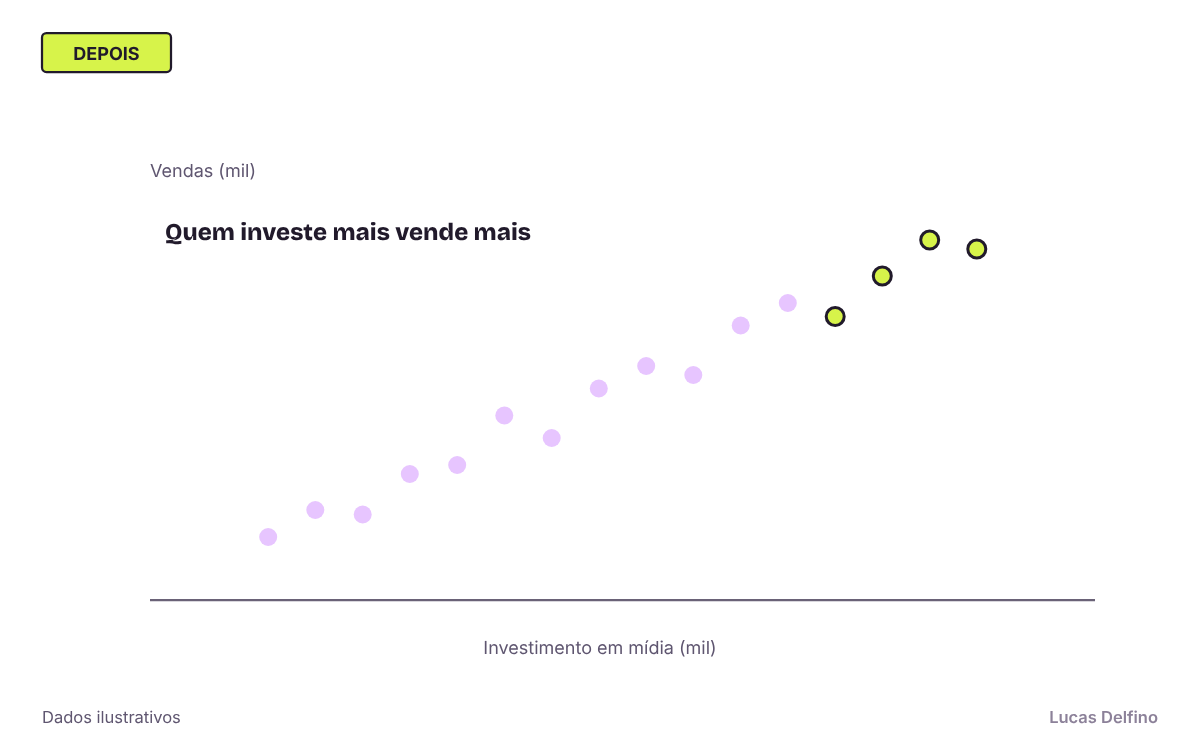 DEPOIS
Vendas (mil)
Quem investe mais vende mais
Investimento em mídia (mil)
Dados ilustrativos
Lucas Delfino